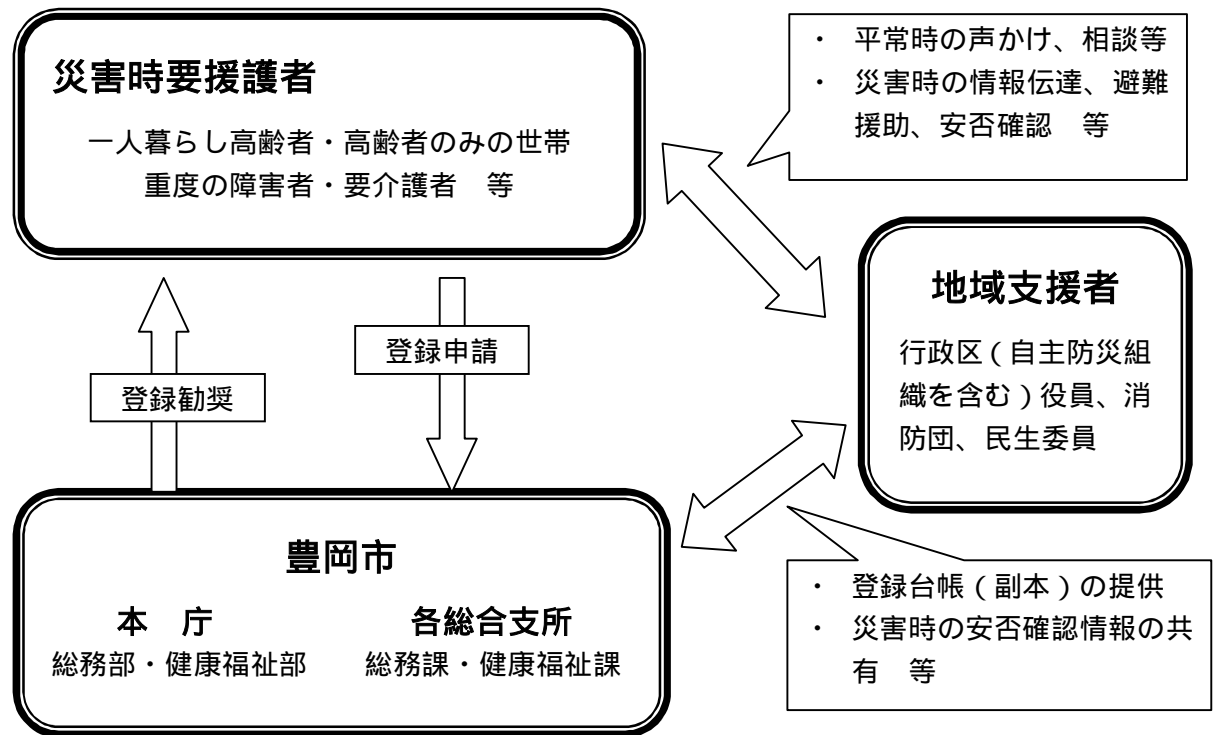 災害時要援護者
一人暮らし高齢者・高齢者のみの世帯
重度の障害者・要介護者　等
・　平常時の声かけ、相談等
・　災害時の情報伝達、避難
援助、安否確認　等
地域支援者
行政区（自主防災組
織を含む）役員、消
防団、民生委員
登録申請
登録勧奨
豊岡市
本　庁　　各総合支所
総務部・健康福祉部　　総務課・健康福祉課
・　登録台帳（副本）の提供
・　災害時の安否確認情報の共
有　等